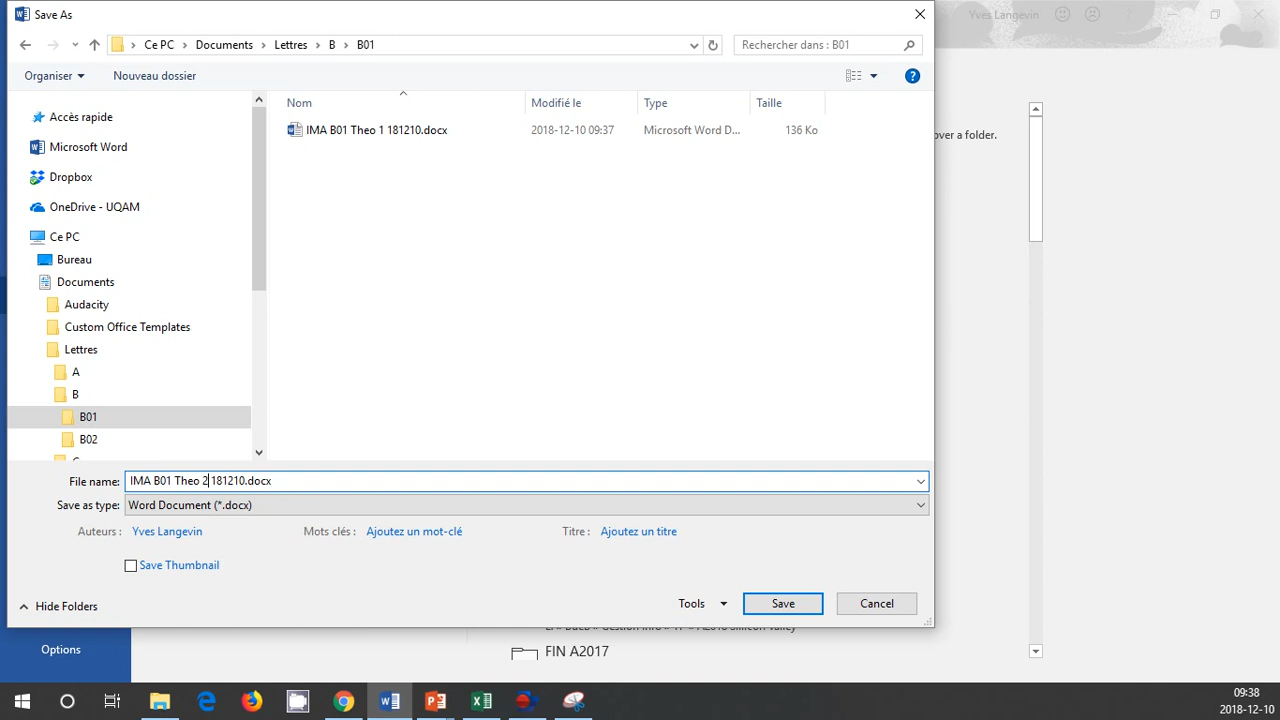 Save As
Yves Langevin
Ce PC > Documents > Lettres > B > B01
Rechercher dans : B01
Organiser
Nouveau dossier
?
Nom
Modifié le
Type
Taille
IMA B01 Theo 1 181210.docx
2018-12-10 09:37
Microsoft Word D...
136 Ko
over a folder.
Accès rapide
Microsoft Word
Dropbox
OneDrive - UQAM
Ce PC
Bureau
Documents
Audacity
Custom Office Templates
Lettres
A
B
B01
B02
File name:
IMA B01 Theo 2 181210.docx
Save as type:
Word Document (*.docx)
Auteurs :
Yves Langevin
Mots clés :
Ajoutez un mot-clé
Titre :
Ajoutez un titre
Save Thumbnail
Hide Folders
Tools
Save
Cancel
Options
FIN A2017
09:38
2018-12-10